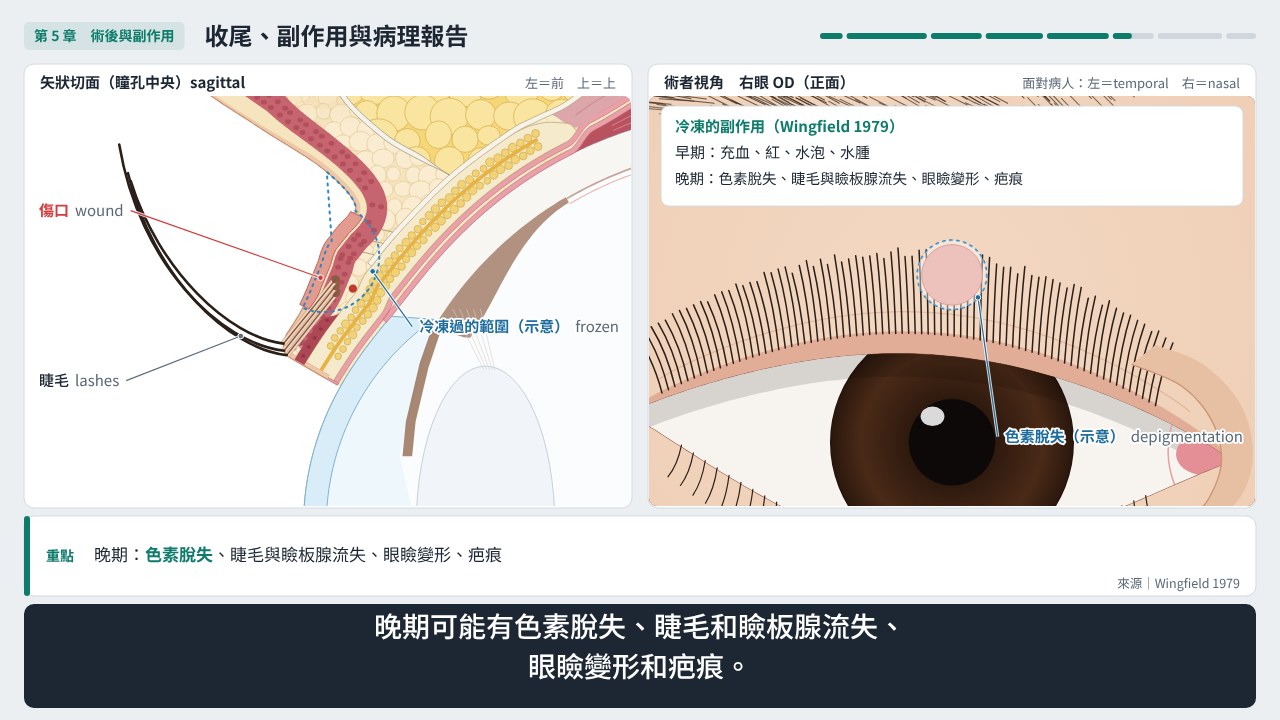 第 5 章　術後與副作用
收尾、副作用與病理報告
矢狀切面（瞳孔中央）sagittal
左＝前　上＝上
傷口 wound
冷凍過的範圍（示意） frozen
睫毛 lashes
術者視角　右眼 OD（正面）
面對病人：左＝temporal　右＝nasal
冷凍的副作用（Wingfield 1979）
早期：充血、紅、水泡、水腫
晚期：色素脫失、睫毛與瞼板腺流失、眼瞼變形、疤痕
色素脫失（示意） depigmentation
重點　晚期：色素脫失、睫毛與瞼板腺流失、眼瞼變形、疤痕
來源｜Wingfield 1979
晚期可能有色素脫失、睫毛和瞼板腺流失、
眼瞼變形和疤痕。